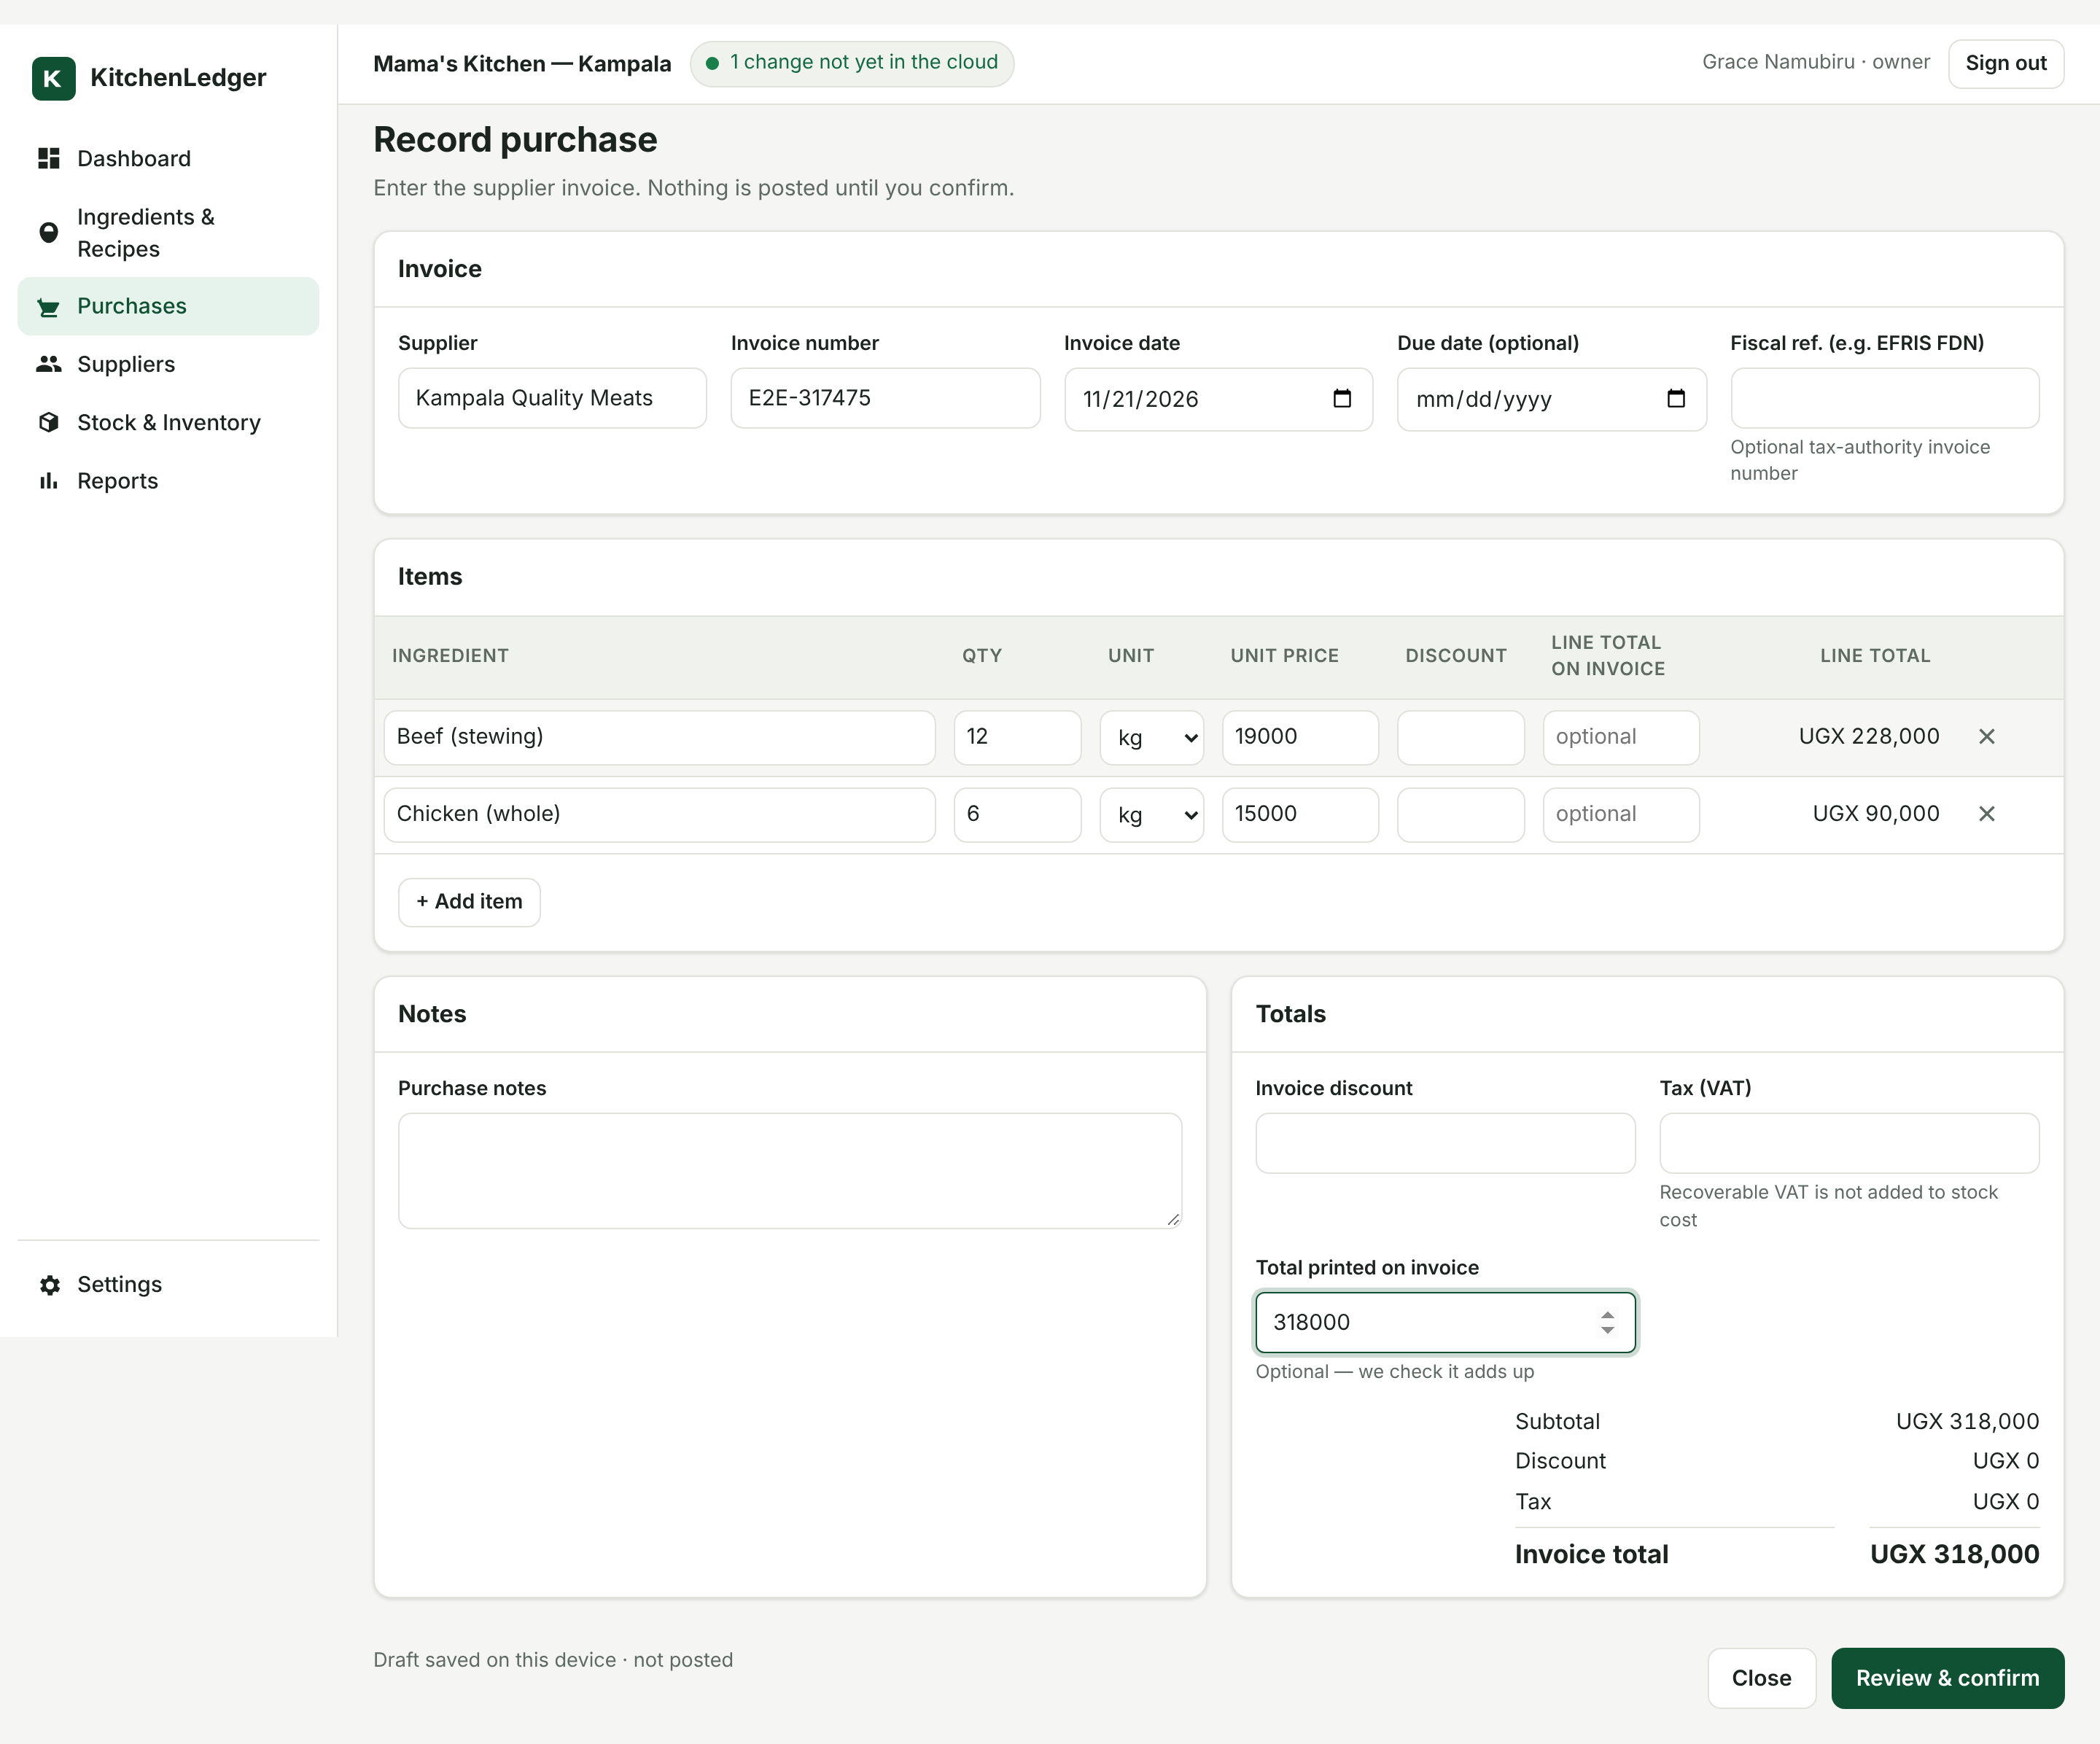 K KitchenLedger
Dashboard
Ingredients &
Recipes
Purchases
Suppliers
Stock & Inventory
Reports
Settings
Mama's Kitchen — Kampala
1 change not yet in the cloud
Grace Namubiru · owner
Sign out
Record purchase
Enter the supplier invoice. Nothing is posted until you confirm.
Invoice
Supplier
Kampala Quality Meats
Invoice number
E2E-317475
Invoice date
11/21/2026
Due date (optional)
mm/dd/yyyy
Fiscal ref. (e.g. EFRIS FDN)
Optional tax-authority invoice
number
Items
INGREDIENT QTY UNIT UNIT PRICE DISCOUNT LINE TOTAL ON INVOICE LINE TOTAL
Beef (stewing) 12 kg 19000 optional UGX 228,000 ×
Chicken (whole) 6 kg 15000 optional UGX 90,000 ×
+ Add item
Notes
Purchase notes
Totals
Invoice discount
Tax (VAT)
Recoverable VAT is not added to stock
cost
Total printed on invoice
318000
Optional — we check it adds up
Subtotal UGX 318,000
Discount UGX 0
Tax UGX 0
Invoice total UGX 318,000
Draft saved on this device · not posted
Close
Review & confirm